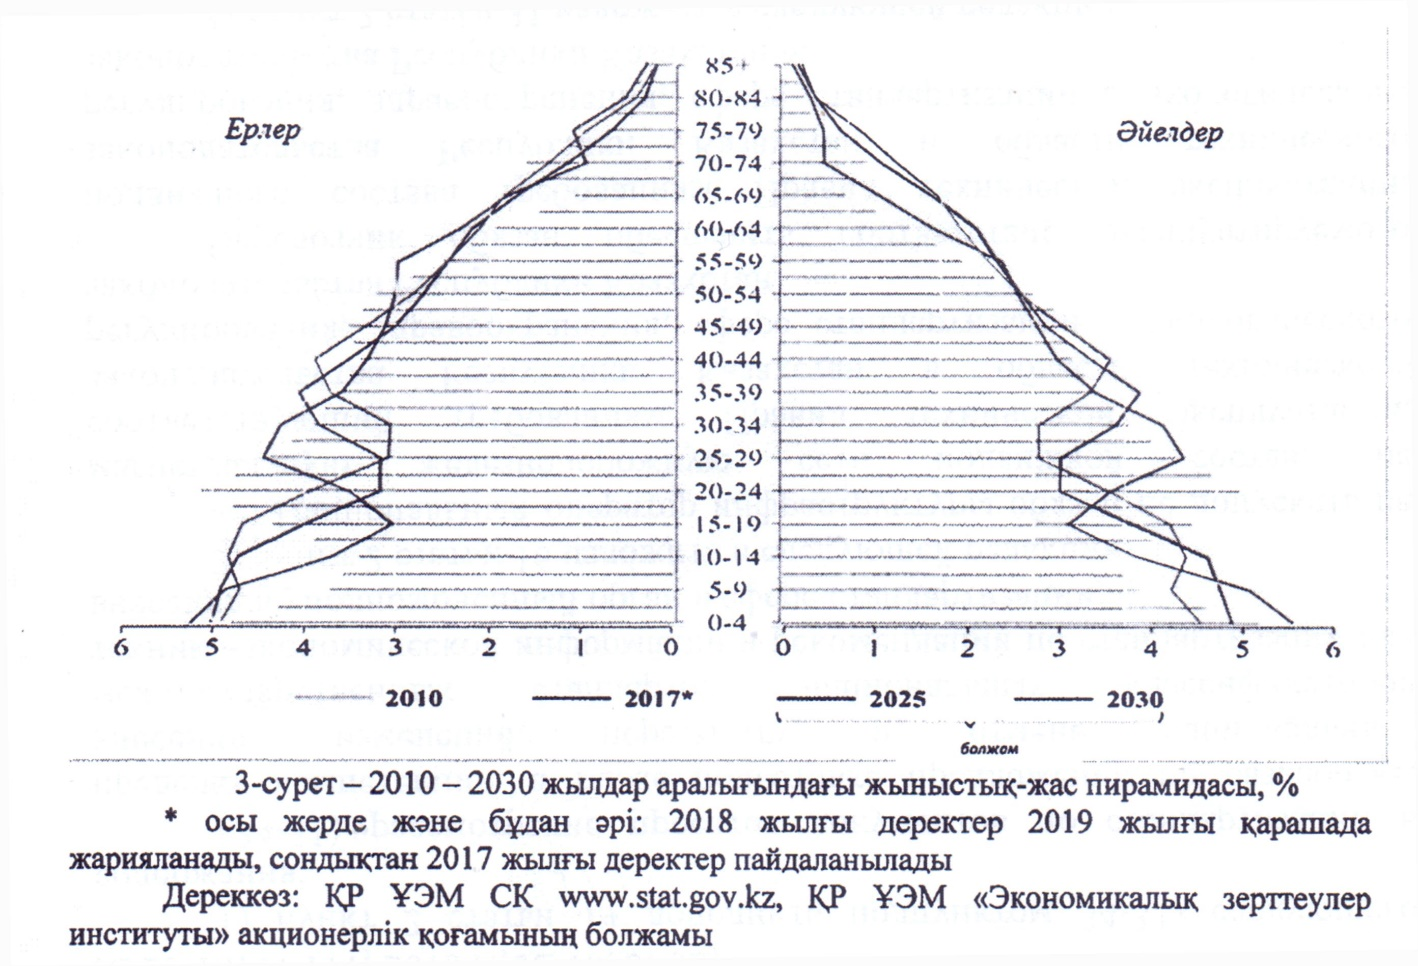 Ерлер
Әйелдер
85+
80-84
75-79
70-74
65-69
60-64
55-59
50-54
45-49
40-44
35-39
30-34
25-29
20-24
15-19
10-14
5-9
0-4
6 5 4 3 2 1 0 0 1 2 3 4 5 6
2010 2017* 2025 2030
болжом
3-сурет – 2010 – 2030 жылдар аралығындағы жыныстық-жас пирамидасы, %
* осы жерде және бұдан әрі: 2018 жылғы деректер 2019 жылғы қарашада
жарияланады, сондықтан 2017 жылғы деректер пайдаланылады
Дереккөз: ҚР ҰЭМ СК www.stat.gov.kz, ҚР ҰЭМ «Экономикалық зерттеулер
институты» акционерлік қоғамының болжамы